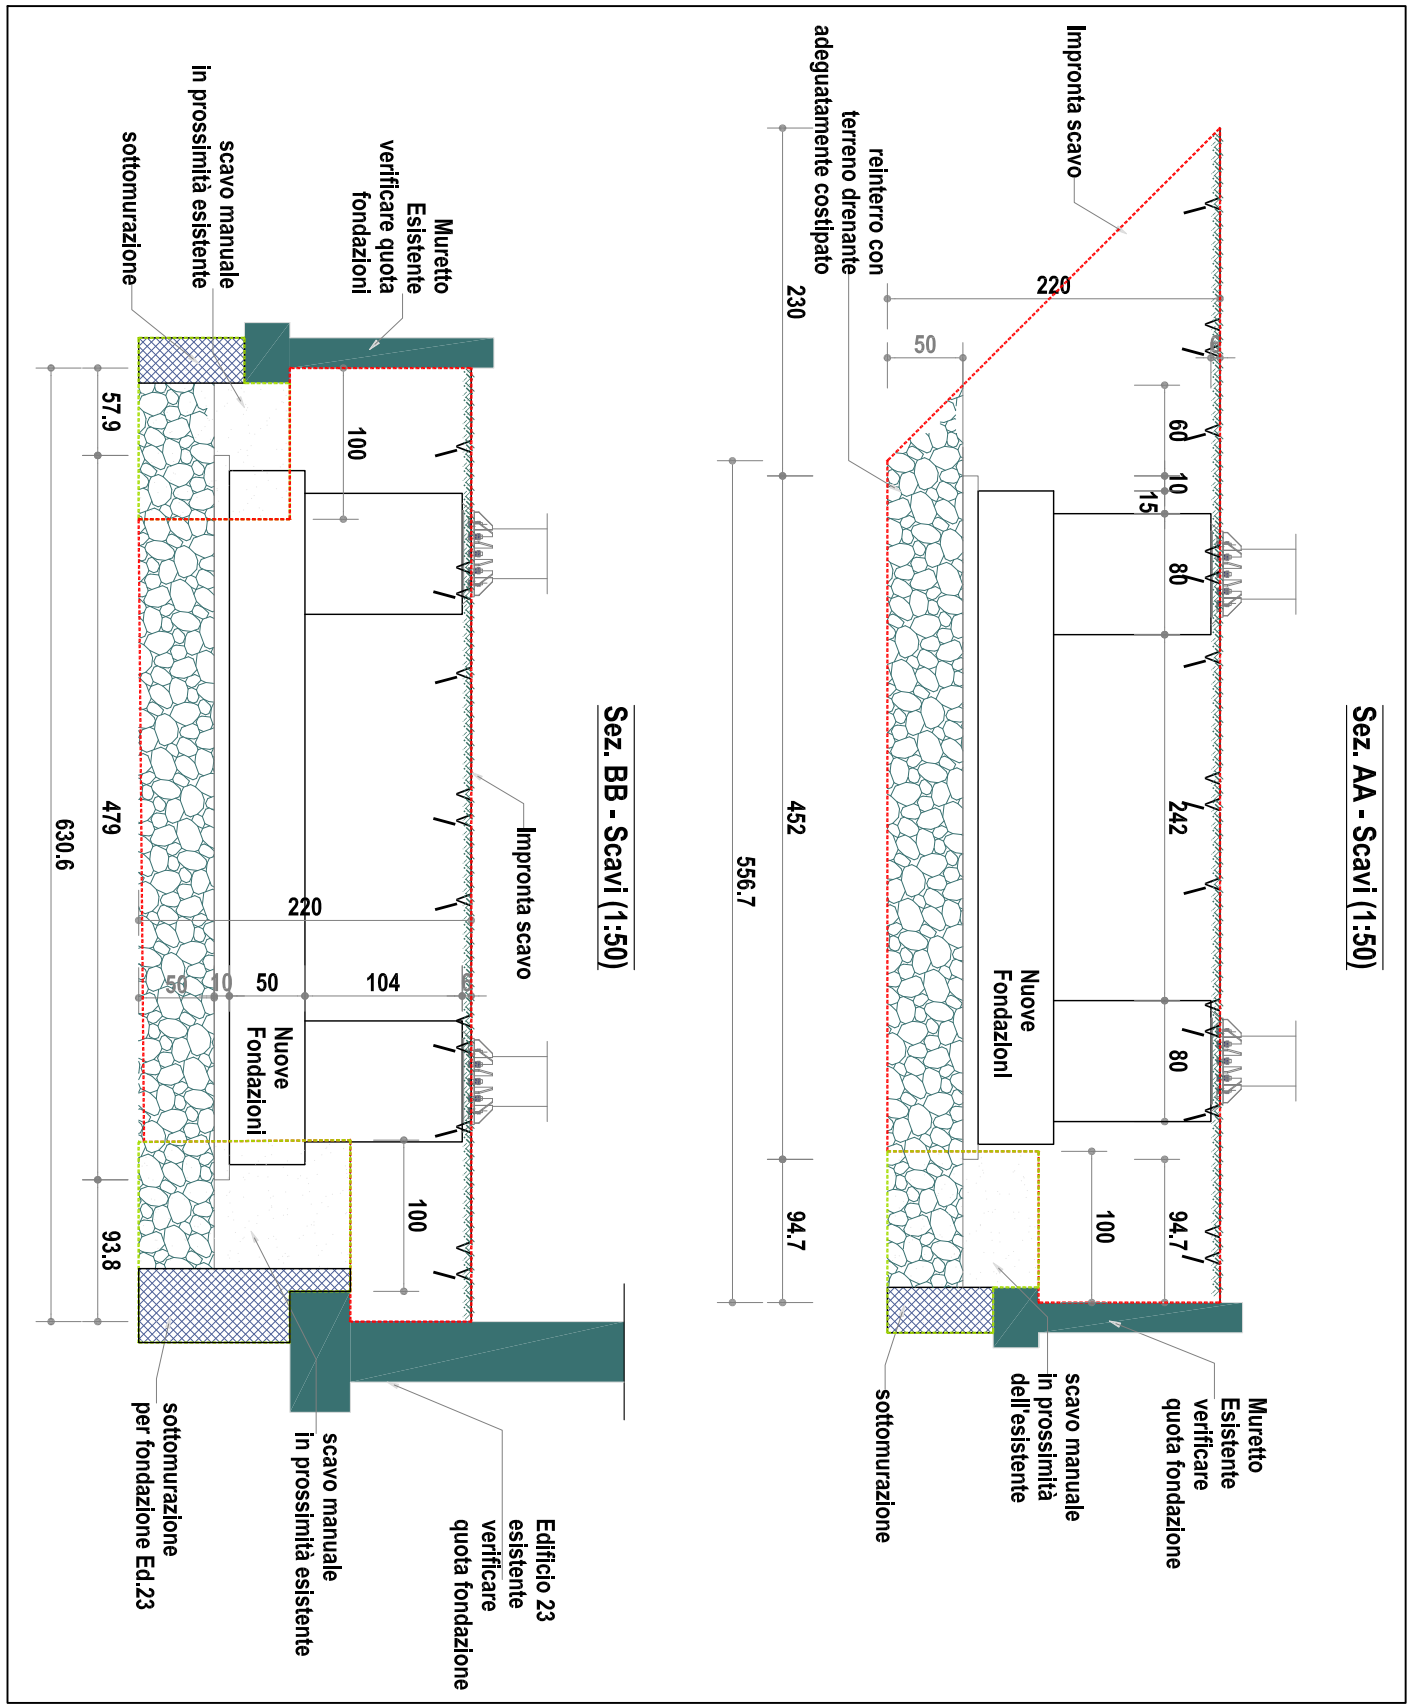 Sez. AA - Scavi (1:50)
Impronta scavo
reinterro con
terreno drenante
adeguatamente costipato
220
50
6
60
10
15
80
242
80
94.7
100
230
452
94.7
556.7
Nuove
Fondazioni
Muretto
Esistente
verificare
quota fondazione
scavo manuale
in prossimità
dell'esistente
sottomurazione
Sez. BB - Scavi (1:50)
Impronta scavo
Muretto
Esistente
verificare quota
fondazioni
scavo manuale
in prossimità esistente
sottomurazione
100
220
50
10
50
104
6
Nuove
Fondazioni
100
57.9
479
93.8
630.6
Edificio 23
esistente
verificare
quota fondazione
scavo manuale
in prossimità esistente
sottomurazione
per fondazione Ed.23